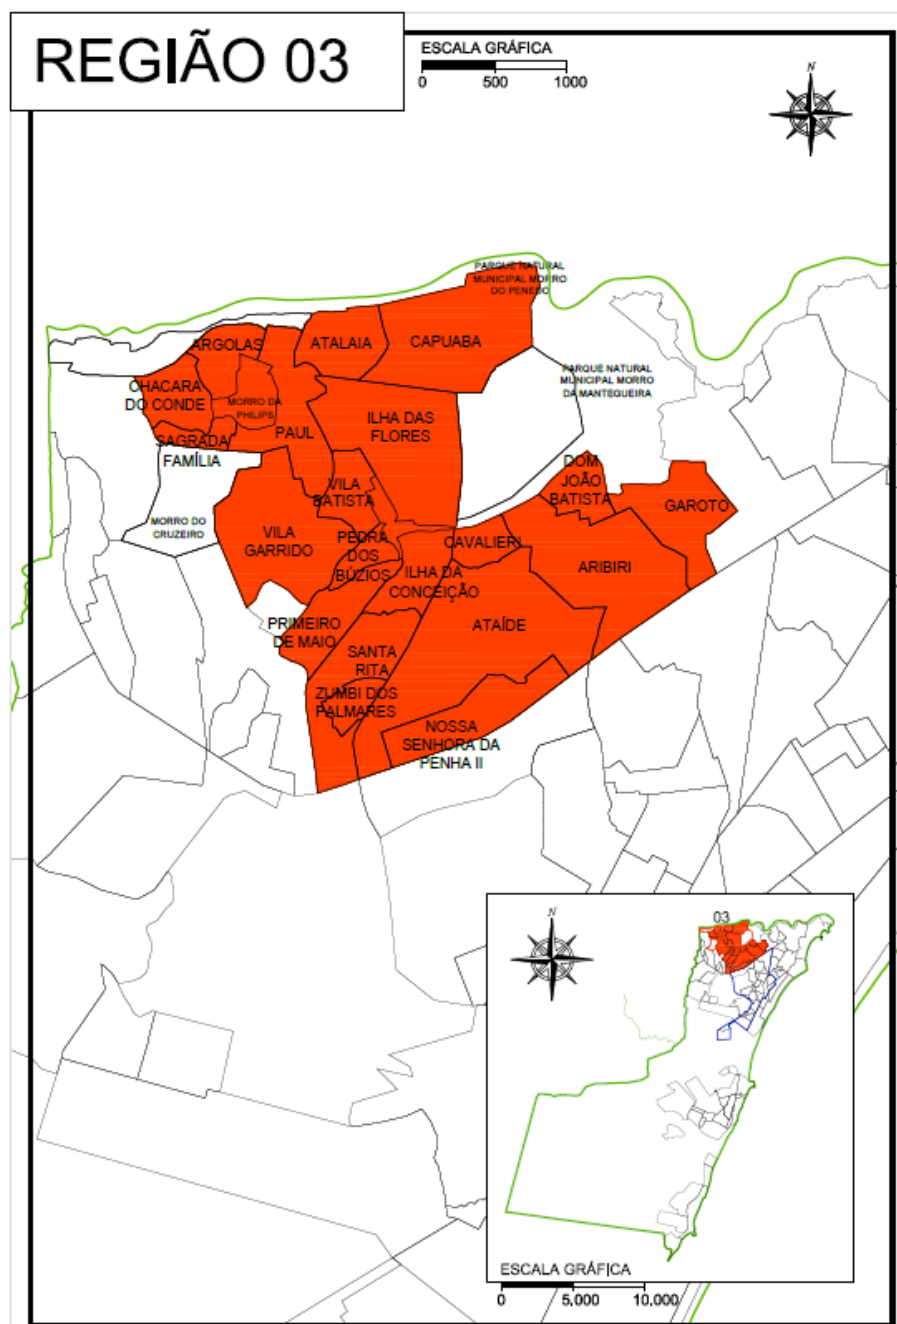 REGIÃO 03
ESCALA GRÁFICA
0 500 1000
N
PARQUE NATURAL
MUNICIPAL MORRO
DO PENEDO
ARGOLAS
ATALAIA
CAPUABA
PARQUE NATURAL
MUNICIPAL MORRO
DA MANTEGUEIRA
CHACARA
DO CONDE
MORRO DA
PHILIPS
PAUL
ILHA DAS
FLORES
SAGRADA
FAMÍLIA
VILA
BATISTA
DOM
JOÃO
BATISTA
GAROTO
MORRO DO
CRUZEIRO
VILA
GARRIDO
PEDRA
DOS
BÚZIOS
CAVALIERI
ARIBIRI
ILHA DA
CONCEIÇÃO
PRIMEIRO
DE MAIO
ATAÍDE
SANTA
RITA
ZUMBI DOS
PALMARES
NOSSA
SENHORA DA
PENHA II
N
03
ESCALA GRÁFICA
0 5.000 10.000